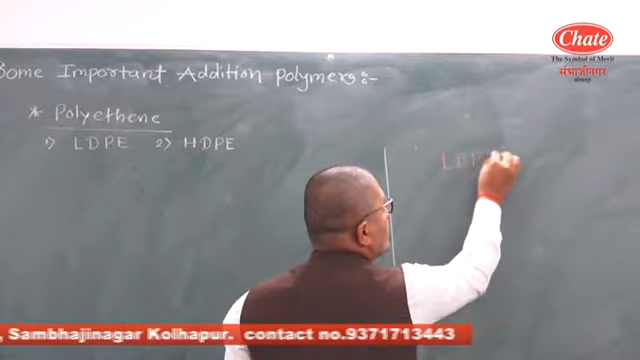 Chate
The Symbol of Merit
संभाजीनगर
कोल्हापूर
Some Important Addition polymers:-
* Polyethene
1) LDPE 2) HDPE
, Sambhajinagar Kolhapur. contact no.9371713443